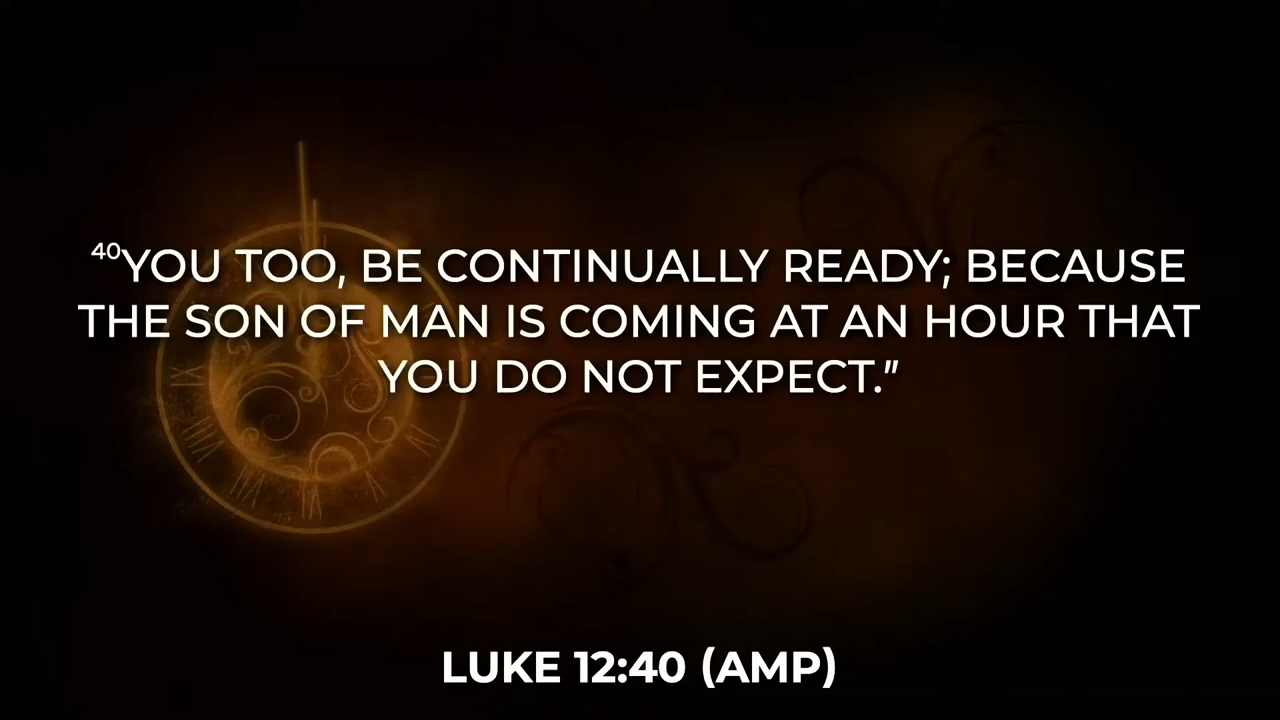 ⁴⁰YOU TOO, BE CONTINUALLY READY; BECAUSE
THE SON OF MAN IS COMING AT AN HOUR THAT
YOU DO NOT EXPECT.”
LUKE 12:40 (AMP)